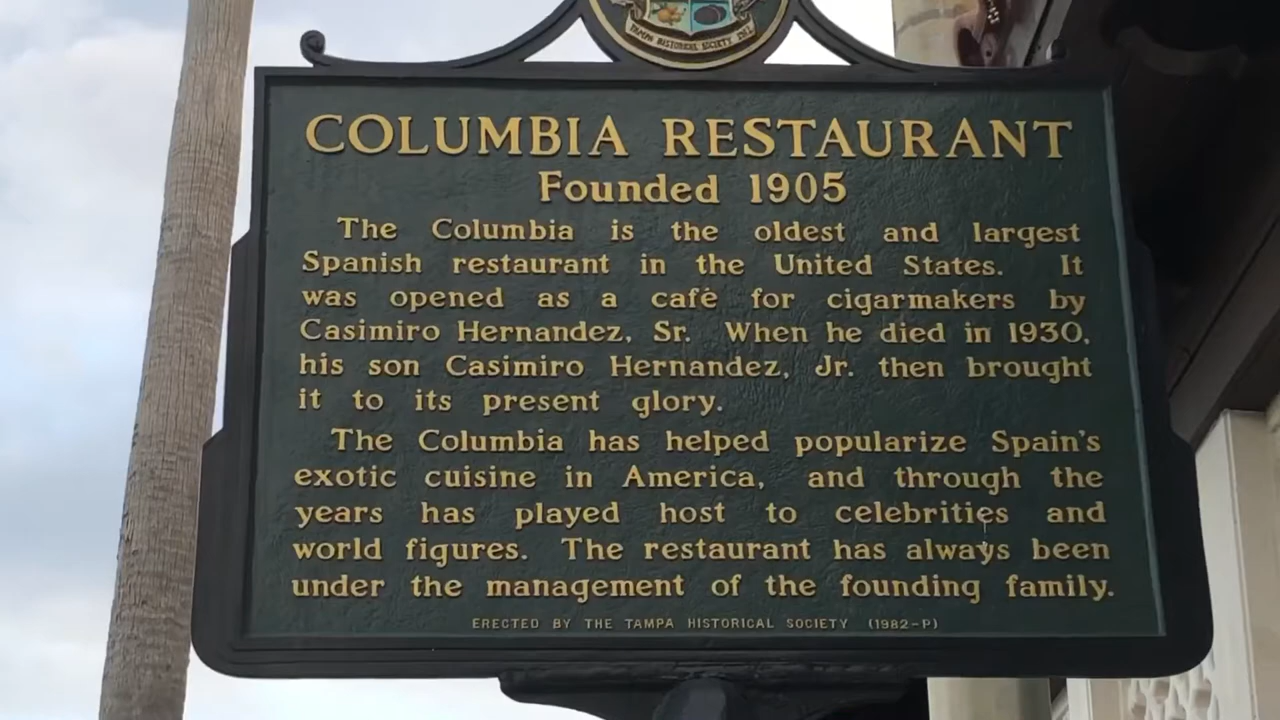 TAMPA HISTORICAL SOCIETY
COLUMBIA RESTAURANT
Founded 1905
The Columbia is the oldest and largest
Spanish restaurant in the United States. It
was opened as a café for cigarmakers by
Casimiro Hernandez, Sr. When he died in 1930,
his son Casimiro Hernandez, Jr. then brought
it to its present glory.
The Columbia has helped popularize Spain's
exotic cuisine in America, and through the
years has played host to celebrities and
world figures. The restaurant has always been
under the management of the founding family.
ERECTED BY THE TAMPA HISTORICAL SOCIETY (1982-P)